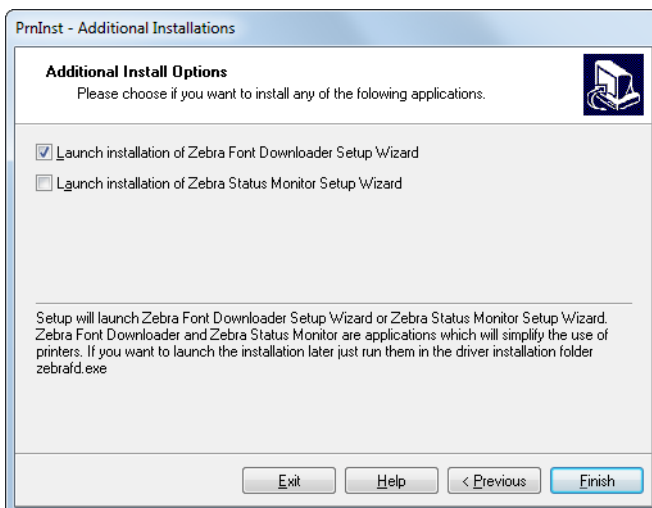 PrnInst - Additional Installations
Additional Install Options
Please choose if you want to install any of the folowing applications.
Launch installation of Zebra Font Downloader Setup Wizard
Launch installation of Zebra Status Monitor Setup Wizard
Setup will launch Zebra Font Downloader Setup Wizard or Zebra Status Monitor Setup Wizard.
Zebra Font Downloader and Zebra Status Monitor are applications which will simplify the use of
printers. If you want to launch the installation later just run them in the driver installation folder
zebrafd.exe
Exit Help < Previous Finish